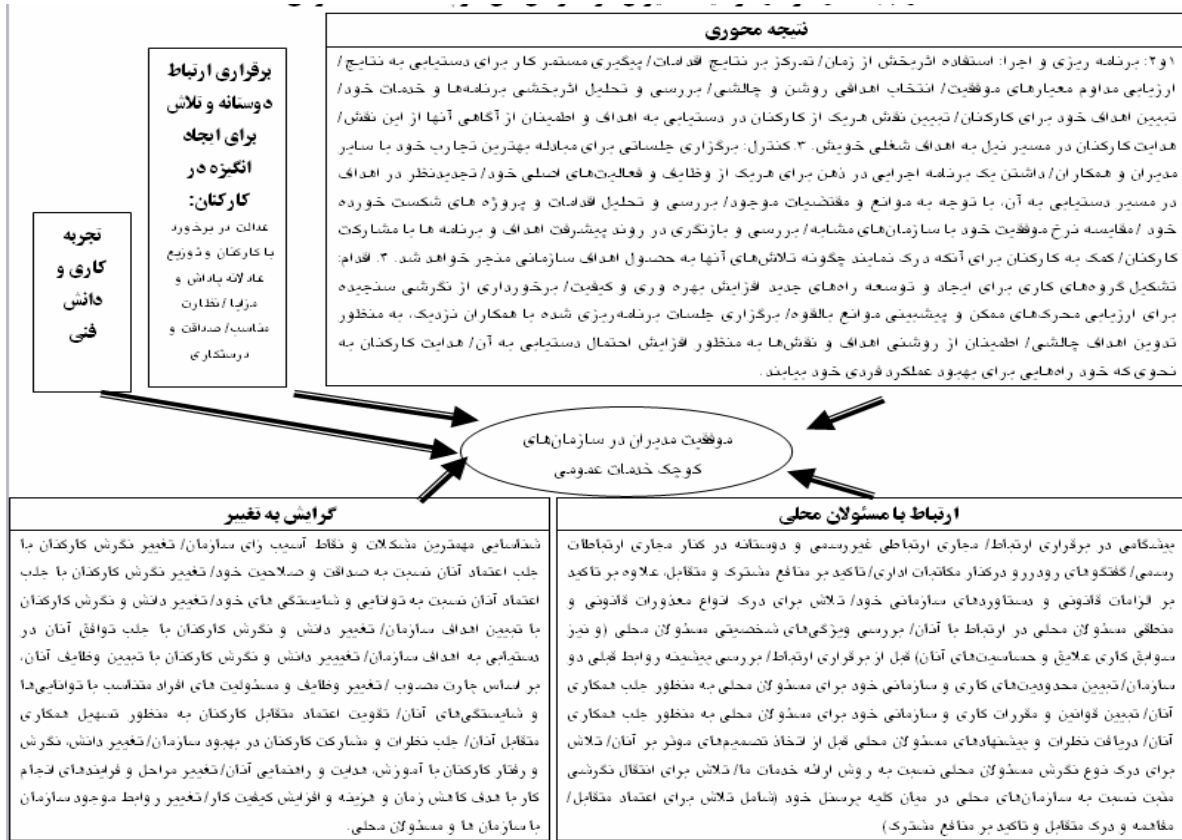 نتیجه محوری
۱و۲: برنامه ریزی و اجرا: استفاده اثربخش از زمان/ تمرکز بر نتایج اقدامات/ پیگیری مستمر کار برای دستیابی به نتایج/
ارزیابی مداوم معیارهای موفقیت/ انتخاب اهدافی روشن و چالشی/ بررسی و تحلیل اثربخشی برنامه‌ها و خدمات خود/
تبیین اهداف خود برای کارکنان/ تبیین نقش هریک از کارکنان در دستیابی به اهداف و اطمینان از آگاهی آنها از این نقش/
هدایت کارکنان در مسیر نیل به اهداف شغلی خویش. ۳. کنترل: برگزاری جلساتی برای مبادله بهترین تجارب خود با سایر
مدیران و همکاران/ داشتن یک برنامه اجرایی در ذهن برای هریک از وظایف و فعالیت‌های اصلی خود/ تجدیدنظر در اهداف
در مسیر دستیابی به آن، با توجه به موانع و مقتضیات موجود/ بررسی و تحلیل اقدامات و پروژه های شکست خورده
خود /مقایسه نرخ موفقیت خود با سازمان‌های مشابه/ بررسی و بازنگری در روند پیشرفت اهداف و برنامه ها با مشارکت
کارکنان/ کمک به کارکنان برای آنکه درک نمایند چگونه تلاش‌های آنها به حصول اهداف سازمانی منجر خواهد شد. ۳. اقدام:
تشکیل گروه‌های کاری برای ایجاد و توسعه راه‌های جدید افزایش بهره وری و کیفیت/ برخورداری از نگرشی سنجیده
برای ارزیابی محرک‌های ممکن و پیشبینی موانع بالقوه/ برگزاری جلسات برنامه‌ریزی شده با همکاران نزدیک، به منظور
تدوین اهداف چالشی/ اطمینان از روشنی اهداف و نقش‌ها به منظور افزایش احتمال دستیابی به آن/ هدایت کارکنان به
نحوی که خود راه‌هایی برای بهبود عملکرد فردی خود بیابند.
برقراری ارتباط
دوستانه و تلاش
برای ایجاد
انگیزه در
کارکنان:
عدالت در برخورد
با کارکنان و توزیع
عادلانه پاداش و
مزایا /نظارت
مناسب/ صداقت و
درستکاری
تجربه
کاری و
دانش
فنی
موفقیت مدیران در سازمان‌های
کوچک خدمات عمومی
ارتباط با مسئولان محلی
پیشگامی در برقراری ارتباط/ مجاری ارتباطی غیررسمی و دوستانه در کنار مجاری ارتباطات
رسمی/ گفتگوهای رودررو درکنار مکاتبات اداری/ تاکید بر منافع مشترک و متقابل، علاوه بر تاکید
بر الزامات قانونی و دستاوردهای سازمانی خود/ تلاش برای درک انواع معذورات قانونی و
منطقی مسئولان محلی در ارتباط با آنان/ بررسی ویژگی‌های شخصیتی مسئولان محلی (و نیز
سوابق کاری علایق و حساسیت‌های آنان) قبل از برقراری ارتباط/ بررسی پیشینه روابط قبلی دو
سازمان/ تبیین محدودیت‌های کاری و سازمانی خود برای مسئولان محلی به منظور جلب همکاری
آنان/ تبیین قوانین و مقررات کاری و سازمانی خود برای مسئولان محلی به منظور جلب همکاری
آنان/ دریافت نظرات و پیشنهادهای مسئولان محلی قبل از اتخاذ تصمیم‌های موثر بر آنان/ تلاش
برای درک نوع نگرش مسئولان محلی نسبت به روش ارائه خدمات ما/ تلاش برای انتقال نگرشی
مثبت نسبت به سازمان‌های محلی در میان کلیه پرسنل خود (شامل تلاش برای اعتماد متقابل/
مفاهمه و درک متقابل و تاکید بر منافع مشترک)
گرایش به تغییر
شناسایی مهمترین مشکلات و نقاط آسیب زای سازمان/ تغییر نگرش کارکنان با
جلب اعتماد آنان نسبت به صداقت و صلاحیت خود/ تغییر نگرش کارکنان با جلب
اعتماد آنان نسبت به توانایی و شایستگی های خود/ تغییر دانش و نگرش کارکنان
با تبیین اهداف سازمان/ تغییر دانش و نگرش کارکنان با جلب توافق آنان در
دستیابی به اهداف سازمان/ تغیییر دانش و نگرش کارکنان با تبیین وظایف آنان،
بر اساس چارت مصوب /تغییر وظایف و مسئولیت های افراد متناسب با توانایی‌ها
و شایستگی‌های آنان/ تقویت اعتماد متقابل کارکنان به منظور تسهیل همکاری
متقابل آنان/ جلب نظرات و مشارکت کارکنان در بهبود سازمان/ تغییر دانش، نگرش
و رفتار کارکنان با آموزش، هدایت و راهنمایی آنان/ تغییر مراحل و فرایندهای انجام
کار با هدف کاهش زمان و هزینه و افزایش کیفیت کار/ تغییر روابط موجود سازمان
با سازمان ها و مسئولان محلی.